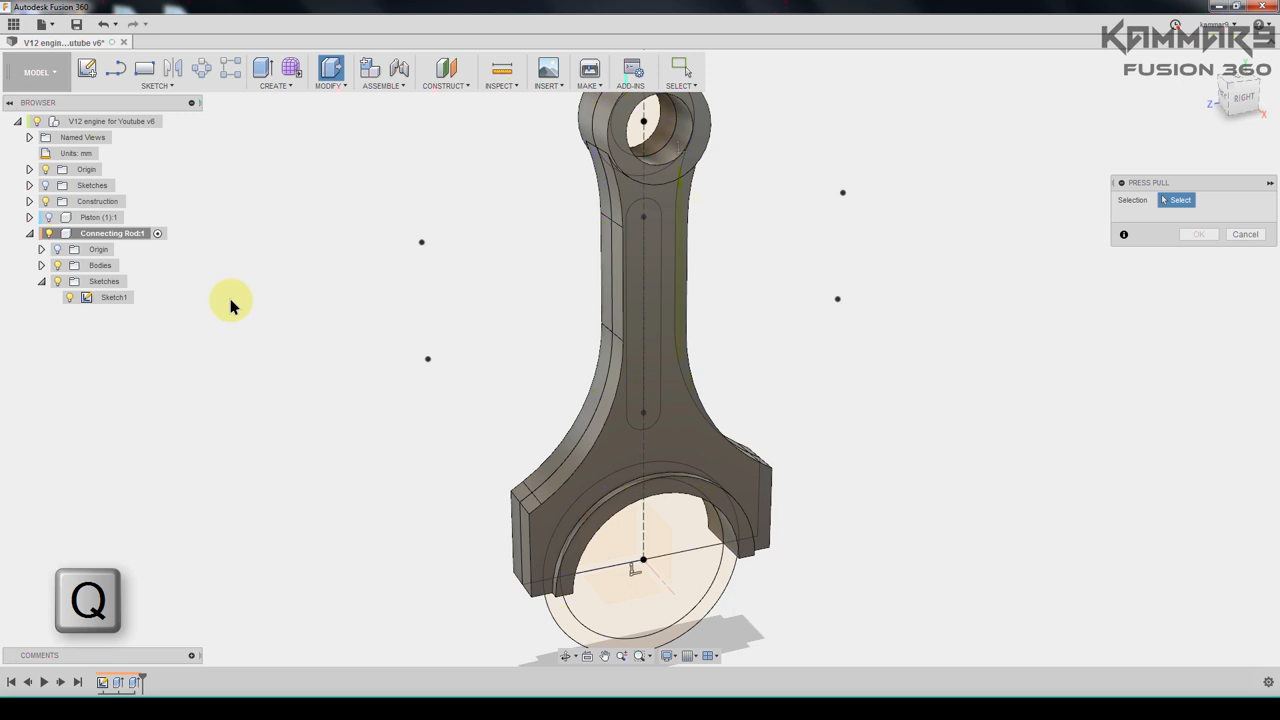 Autodesk Fusion 360
kammar9
V12 engin...utube v6*
KAMMAR9
FUSION 360
MODEL
SKETCH
CREATE
MODIFY
ASSEMBLE
CONSTRUCT
INSPECT
INSERT
MAKE
ADD-INS
SELECT
BROWSER
V12 engine for Youtube v6
Named Views
Units: mm
Origin
Sketches
Construction
Piston (1):1
Connecting Rod:1
Origin
Bodies
Sketches
Sketch1
Z
RIGHT
X
PRESS PULL
Selection
Select
OK
Cancel
Q
COMMENTS